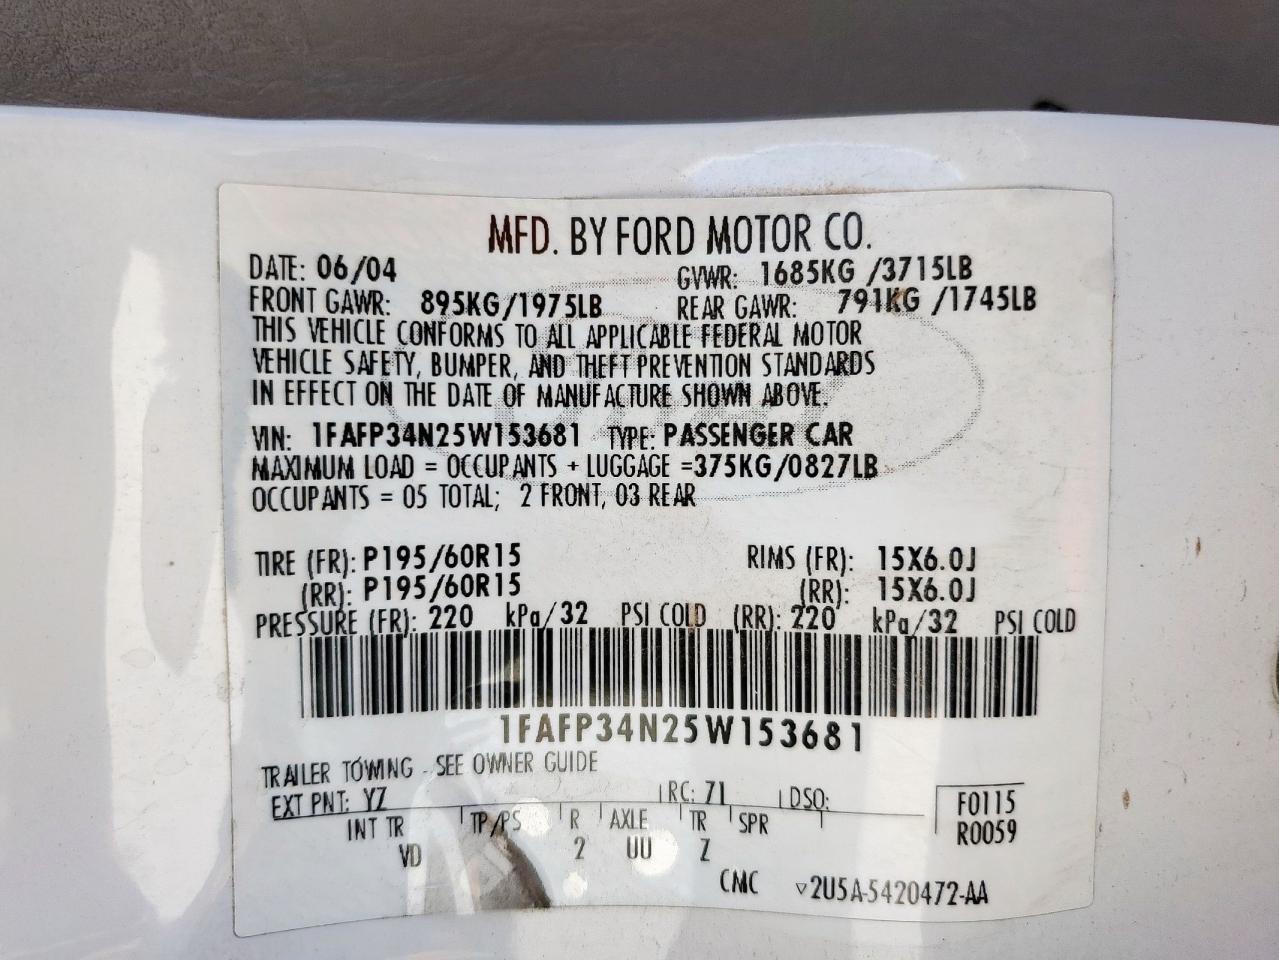 MFD. BY FORD MOTOR CO.
DATE: 06/04 GVWR: 1685KG /3715LB
FRONT GAWR: 895KG/1975LB REAR GAWR: 791KG /1745LB
THIS VEHICLE CONFORMS TO ALL APPLICABLE FEDERAL MOTOR
VEHICLE SAFETY, BUMPER, AND THEFT PREVENTION STANDARDS
IN EFFECT ON THE DATE OF MANUFACTURE SHOWN ABOVE.
VIN: 1FAFP34N25W153681 TYPE: PASSENGER CAR
MAXIMUM LOAD = OCCUPANTS + LUGGAGE =375KG/0827LB
OCCUPANTS = 05 TOTAL; 2 FRONT, 03 REAR
TIRE (FR): P195/60R15 RIMS (FR): 15X6.0J
(RR): P195/60R15 (RR): 15X6.0J
PRESSURE (FR): 220 kPa/32 PSI COLD (RR): 220 kPa/32 PSI COLD
1FAFP34N25W153681
TRAILER TOWING - SEE OWNER GUIDE
EXT PNT: YZ RC: 71 DSO: F0115
INT TR TP/PS R AXLE TR SPR R0059
VD 2 UU Z
CMC ▽2U5A-5420472-AA